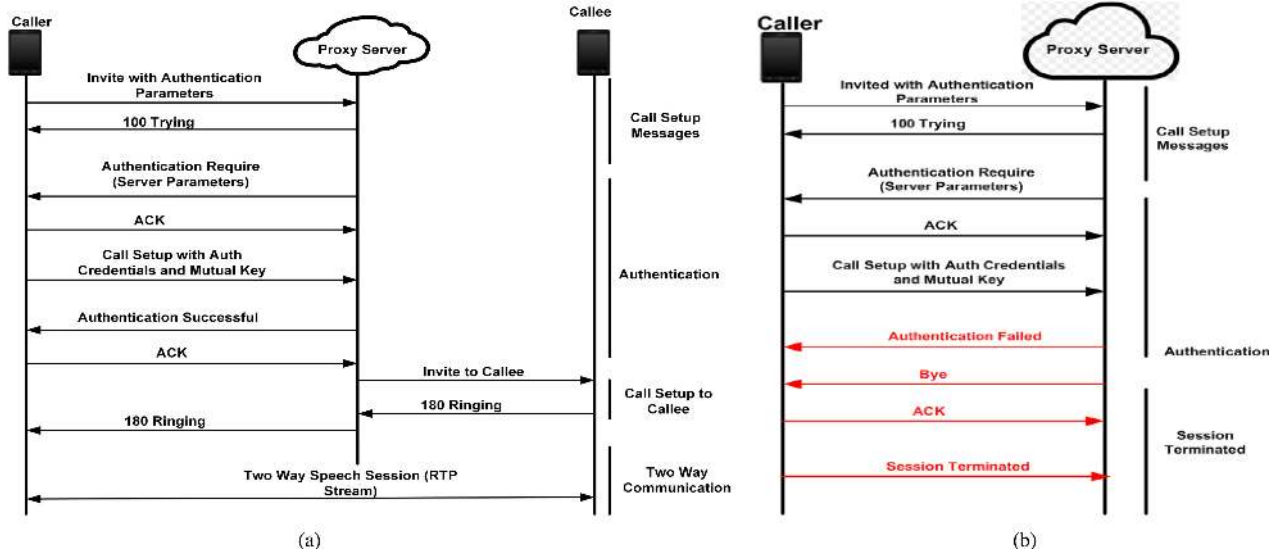 Caller
Proxy Server
Callee
Invite with Authentication
Parameters
100 Trying
Call Setup
Messages
Authentication Require
(Server Parameters)
ACK
Call Setup with Auth
Credentials and Mutual Key
Authentication
Authentication Successful
ACK
Invite to Callee
180 Ringing
Call Setup to
Callee
180 Ringing
Two Way Speech Session (RTP
Stream)
Two Way
Communication
(a)
Caller
Proxy Server
Invited with Authentication
Parameters
100 Trying
Call Setup
Messages
Authentication Require
(Server Parameters)
ACK
Call Setup with Auth Credentials
and Mutual Key
Authentication Failed
Authentication
Bye
ACK
Session
Terminated
Session Terminated
(b)